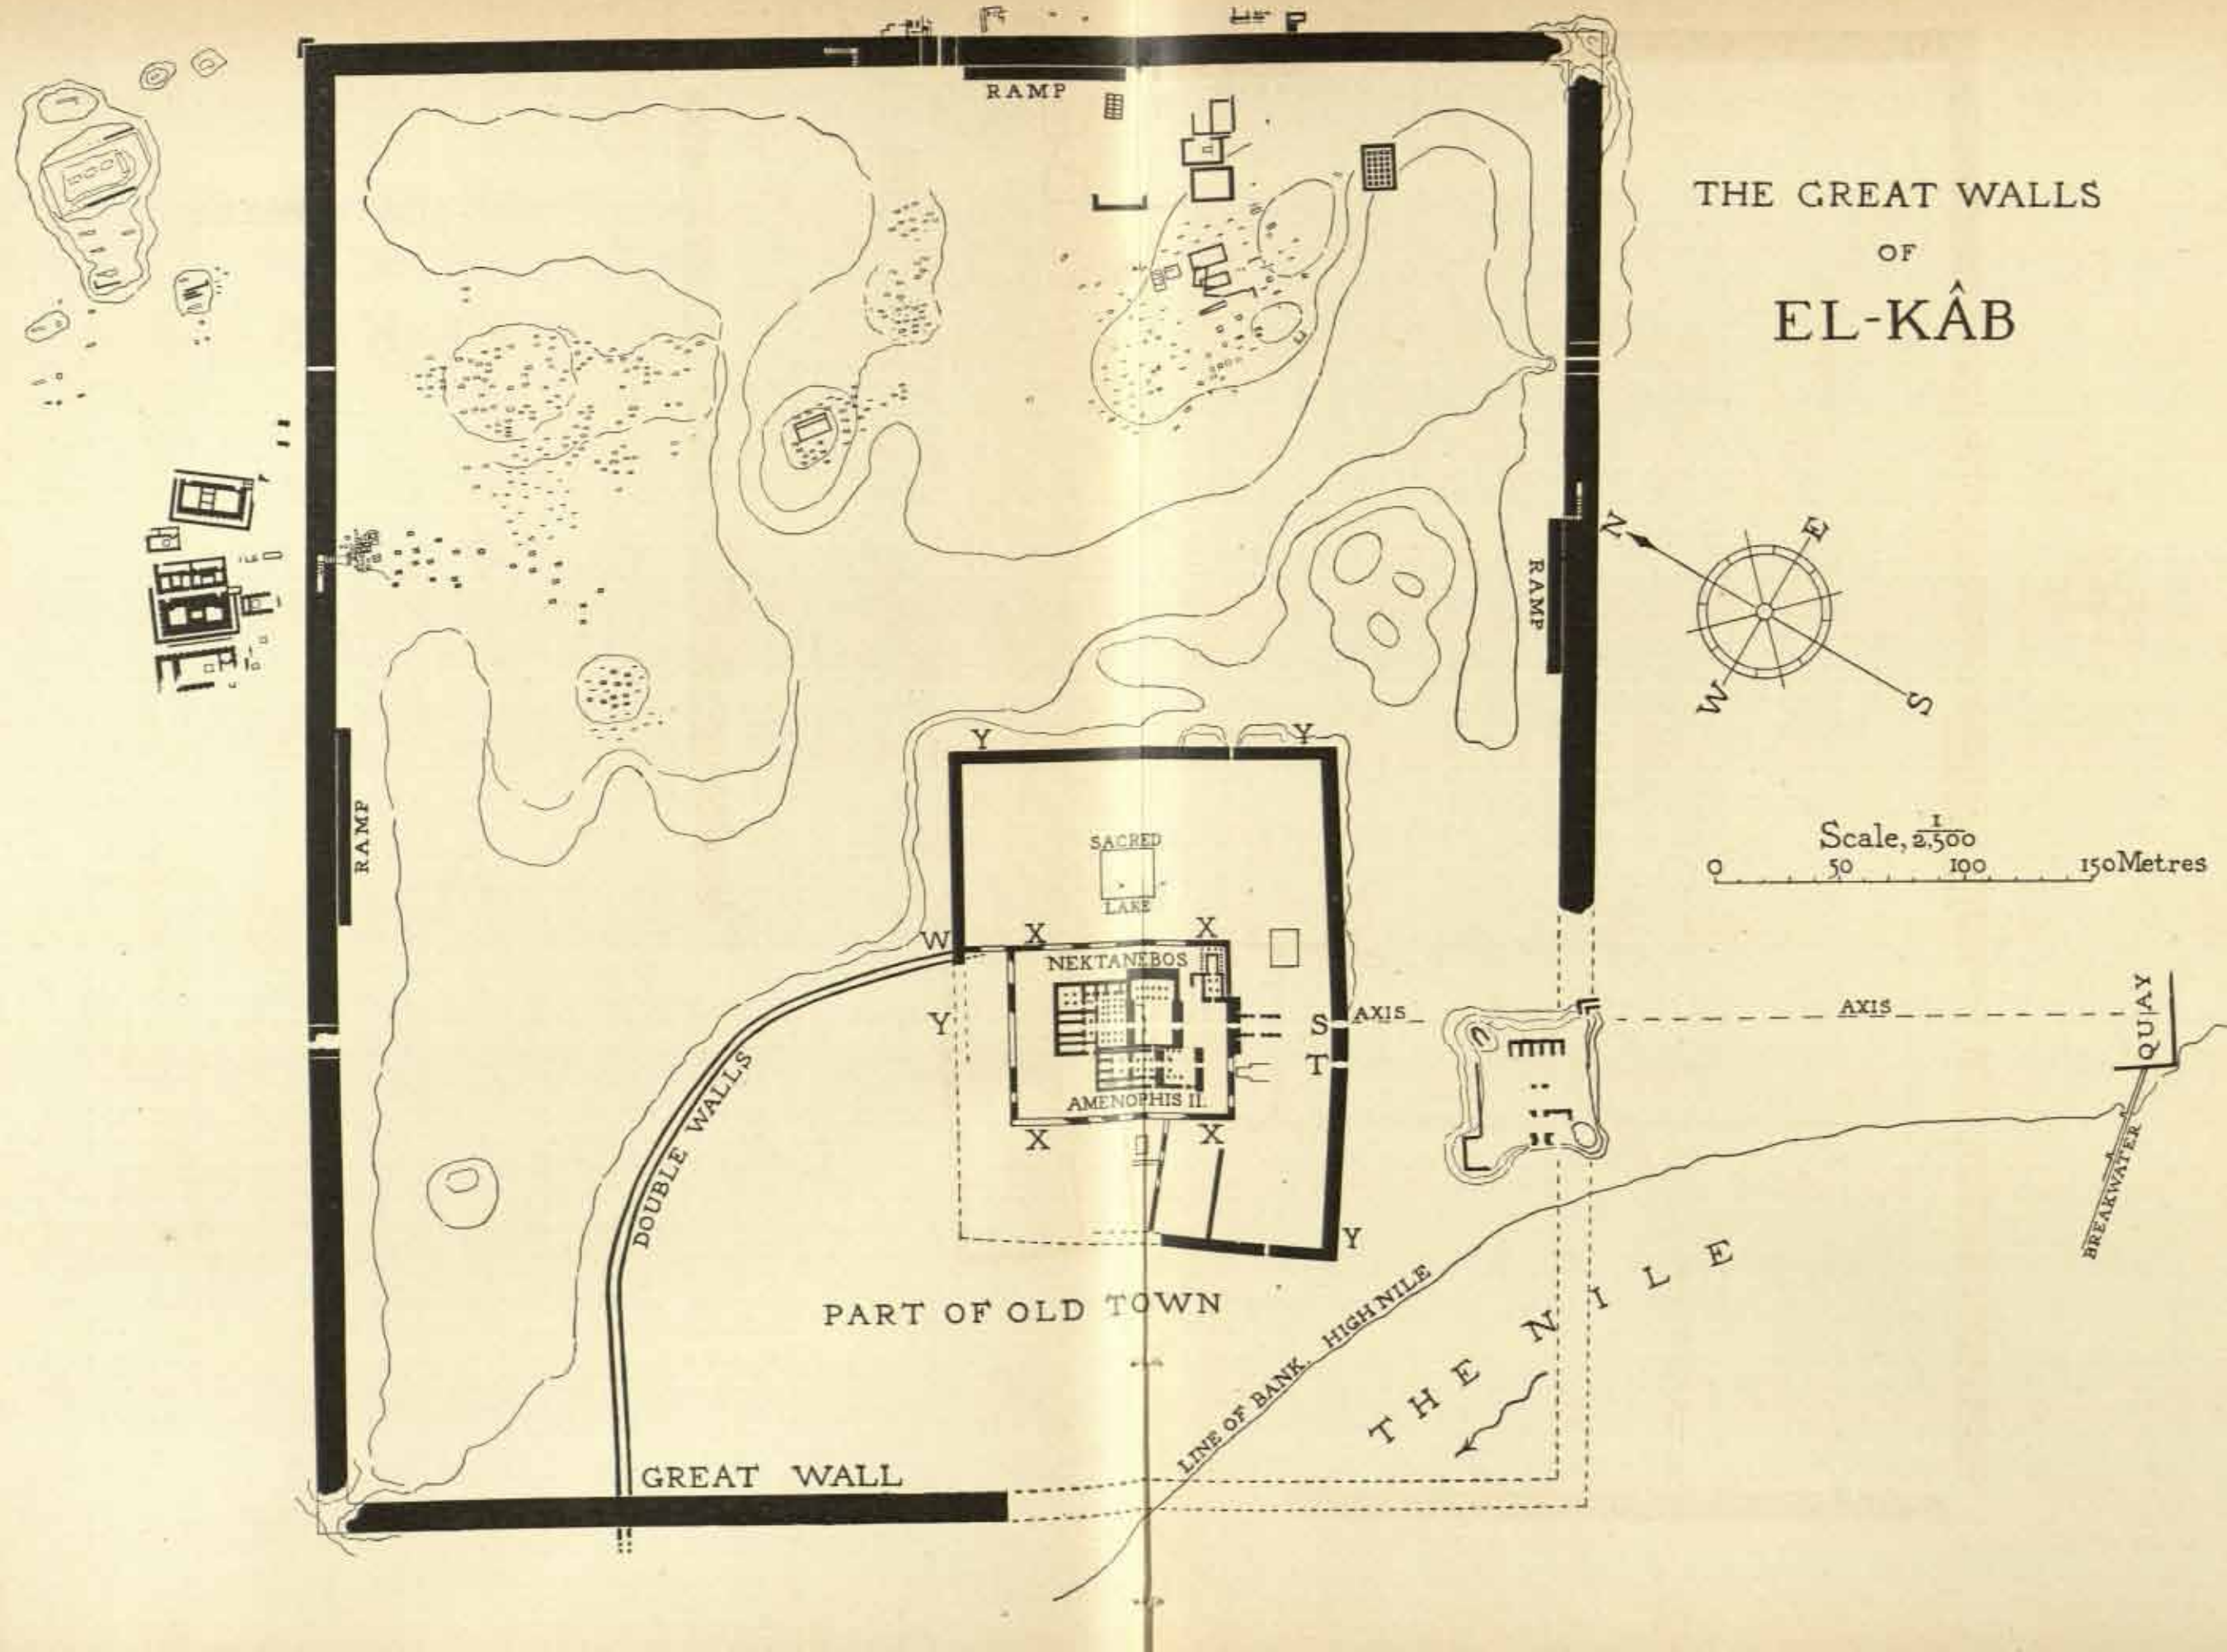 RAMP
THE GREAT WALLS
OF
EL-KÂB
N
E
W
S
RAMP
RAMP
Scale, 1/2,500
0 50 100 150 Metres
Y
Y
SACRED
LAKE
W
X
X
NEKTANEBOS
Y
S
AXIS
AXIS
T
QUAY
AMENOPHIS II.
X
X
DOUBLE WALLS
BREAKWATER
Y
PART OF OLD TOWN
LINE OF BANK. HIGH NILE
THE NILE
GREAT WALL